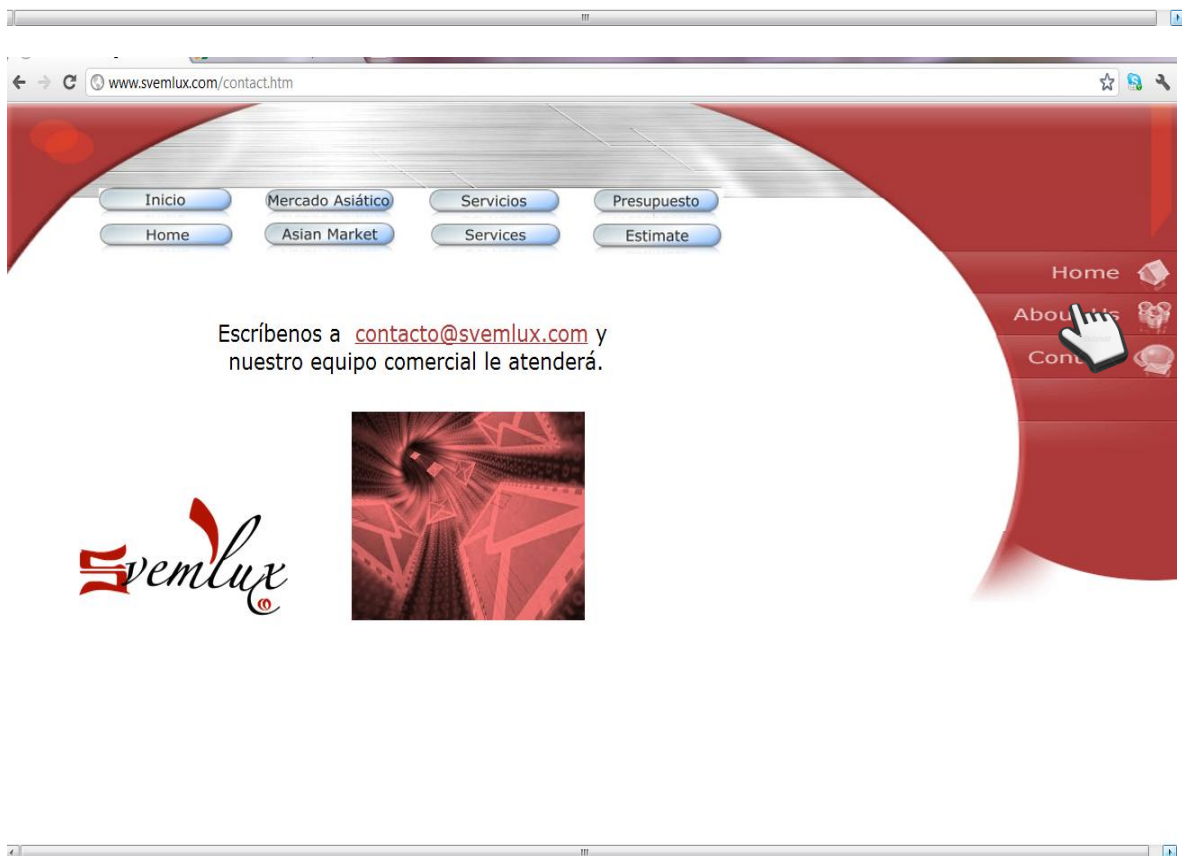 www.svemlux.com/contact.htm
Inicio
Mercado Asiático
Servicios
Presupuesto
Home
Asian Market
Services
Estimate
Home
Us
Escríbenos a contacto@svemlux.com y
nuestro equipo comercial le atenderá.
Svemlux